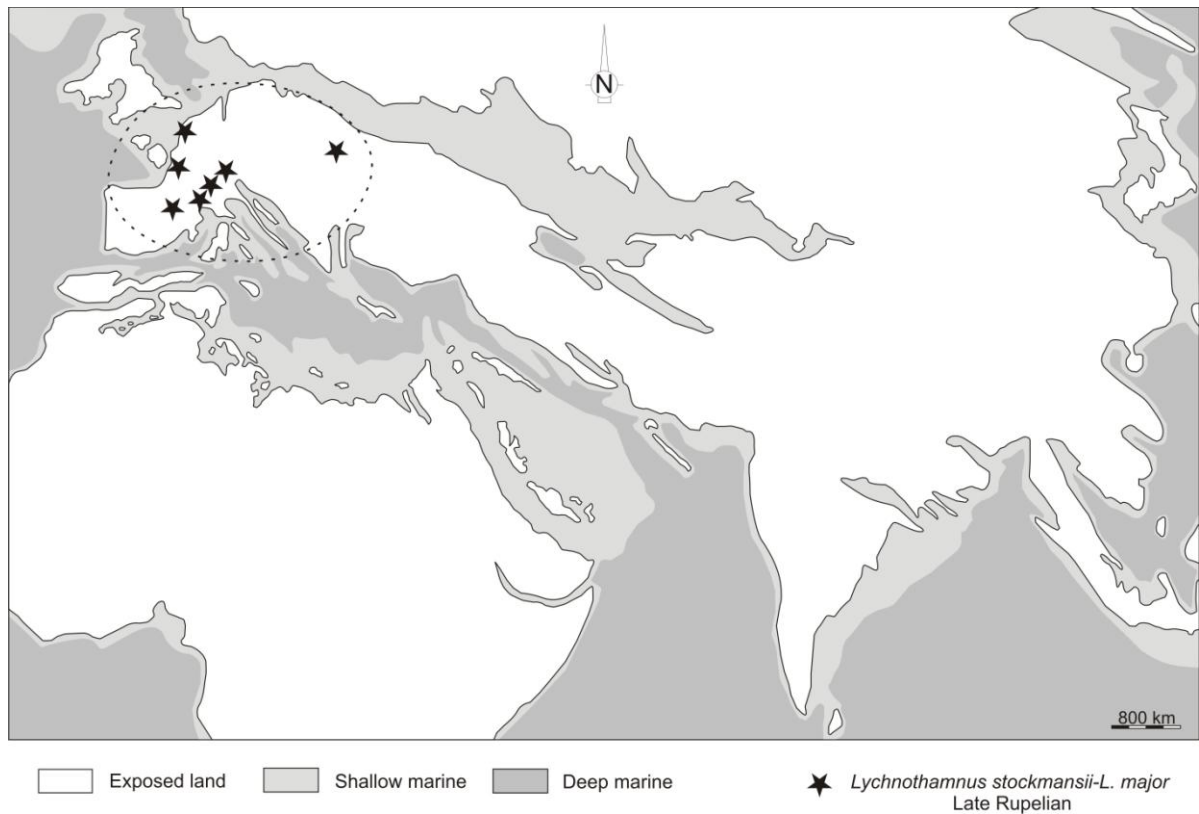 N
800 km
Exposed land
Shallow marine
Deep marine
Lychnothamnus stockmansii-L. major
Late Rupelian